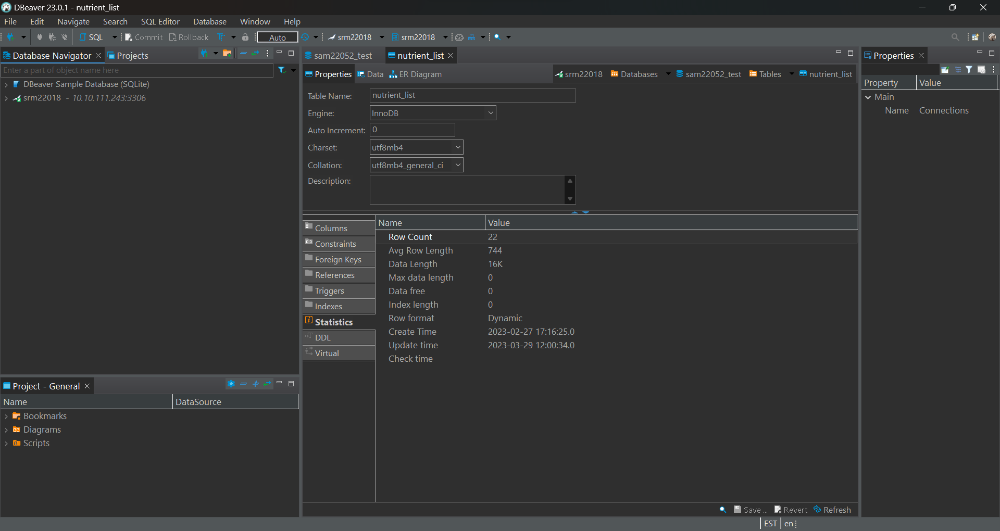 DBeaver 23.0.1 - nutrient_list
File Edit Navigate Search SQL Editor Database Window Help
SQL Commit Rollback Auto srm22018 srm22018
Database Navigator Projects
Enter a part of object name here
DBeaver Sample Database (SQLite)
srm22018 - 10.10.111.243:3306
Project - General
Name DataSource
Bookmarks
Diagrams
Scripts
sam22052_test nutrient_list
Properties Data ER Diagram srm22018 Databases sam22052_test Tables nutrient_list
Table Name: nutrient_list
Engine: InnoDB
Auto Increment: 0
Charset: utf8mb4
Collation: utf8mb4_general_ci
Description:
Columns
Constraints
Foreign Keys
References
Triggers
Indexes
Statistics
DDL
Virtual
Name Value
Row Count 22
Avg Row Length 744
Data Length 16K
Max data length 0
Data free 0
Index length 0
Row format Dynamic
Create Time 2023-02-27 17:16:25.0
Update time 2023-03-29 12:00:34.0
Check time
Save ... Revert Refresh
Properties
Property Value
Main
Name Connections
EST en